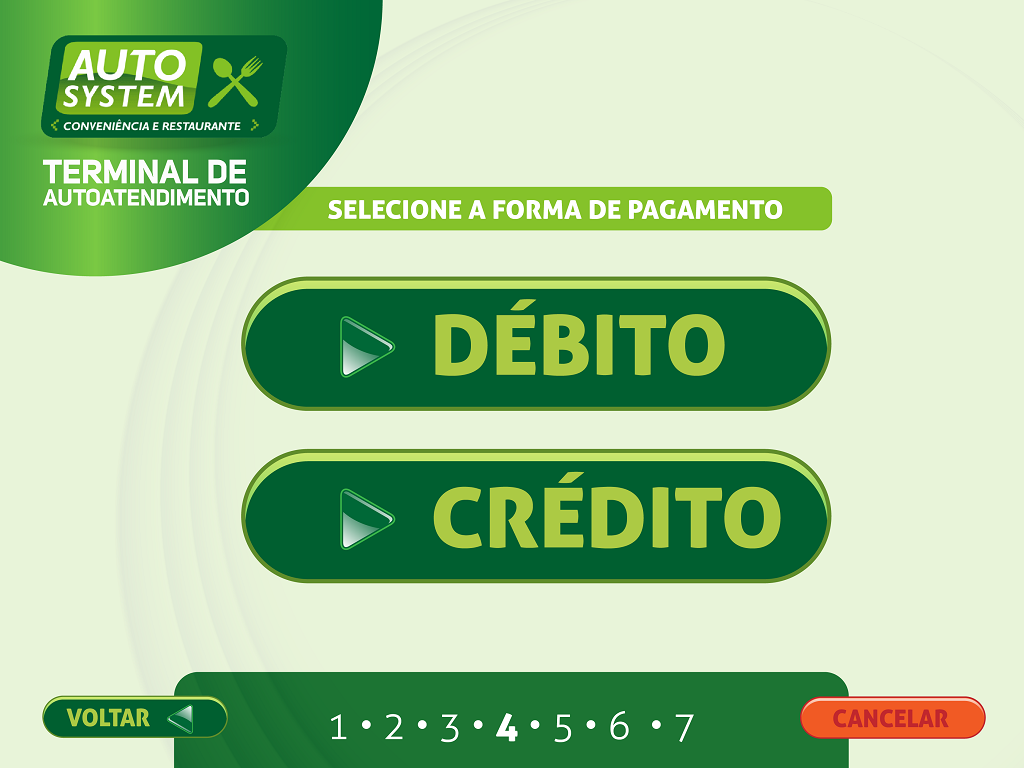 AUTO
SYSTEM
CONVENIÊNCIA E RESTAURANTE
TERMINAL DE
AUTOATENDIMENTO
SELECIONE A FORMA DE PAGAMENTO
DÉBITO
CRÉDITO
VOLTAR
1 • 2 • 3 • 4 • 5 • 6 • 7
CANCELAR